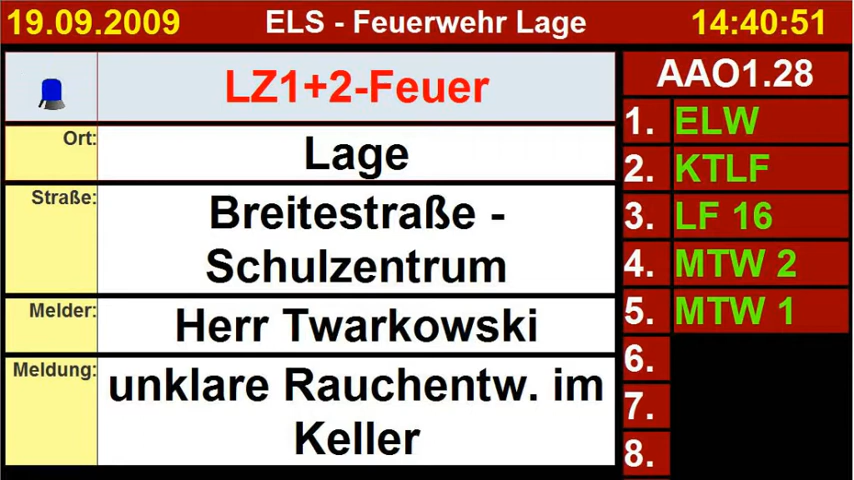 19.09.2009 ELS - Feuerwehr Lage 14:40:51
LZ1+2-Feuer
Ort: Lage
Straße: Breitestraße -
Schulzentrum
Melder: Herr Twarkowski
Meldung: unklare Rauchentw. im
Keller
AAO1.28
1. ELW
2. KTLF
3. LF 16
4. MTW 2
5. MTW 1
6.
7.
8.